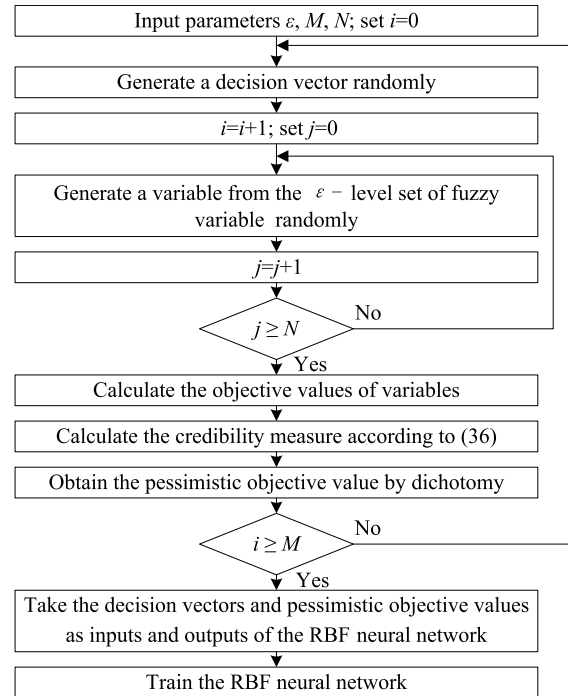 Input parameters ε, M, N; set i=0
Generate a decision vector randomly
i=i+1; set j=0
Generate a variable from the ε – level set of fuzzy
variable randomly
j=j+1
j ≥ N
No
Yes
Calculate the objective values of variables
Calculate the credibility measure according to (36)
Obtain the pessimistic objective value by dichotomy
i ≥ M
No
Yes
Take the decision vectors and pessimistic objective values
as inputs and outputs of the RBF neural network
Train the RBF neural network